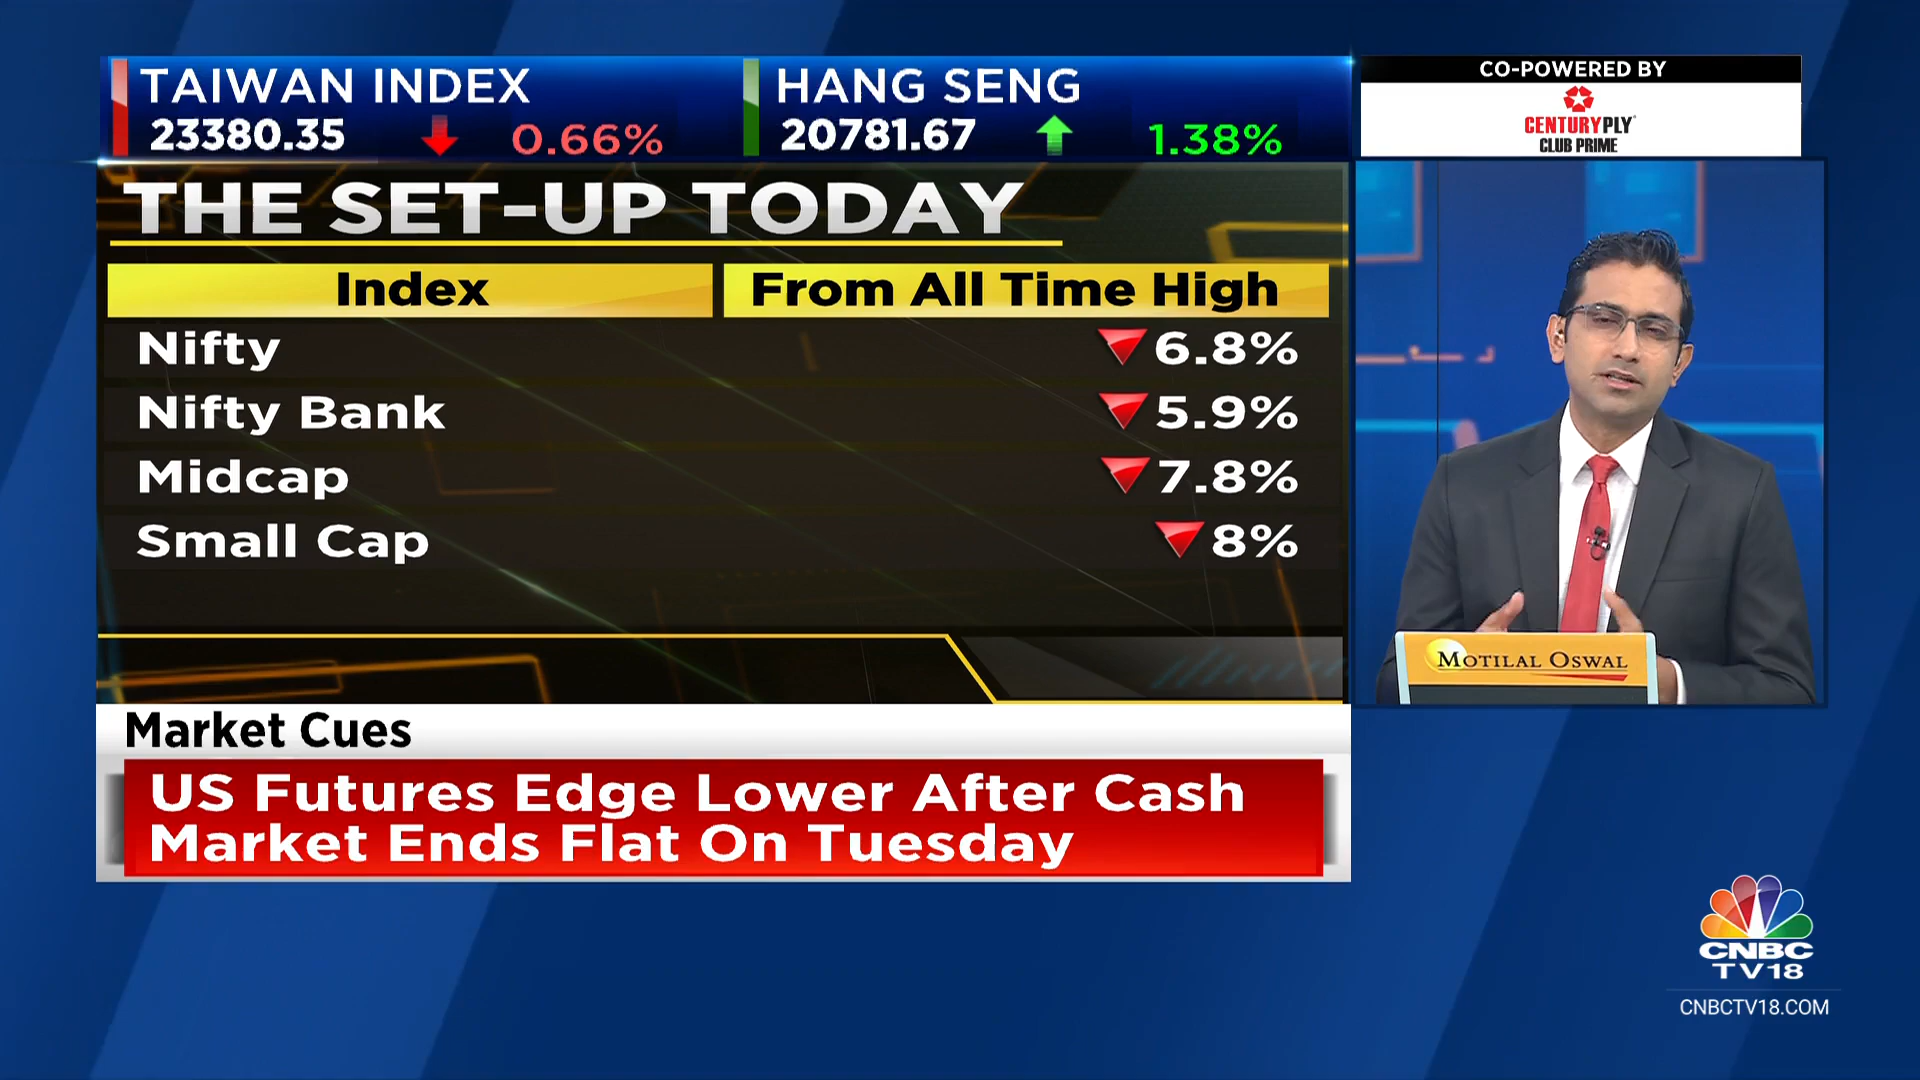 TAIWAN INDEX
23380.35 0.66%
HANG SENG
20781.67 1.38%
CO-POWERED BY
CENTURYPLY
CLUB PRIME
THE SET-UP TODAY
Index From All Time High
Nifty 6.8%
Nifty Bank 5.9%
Midcap 7.8%
Small Cap 8%
MOTILAL OSWAL
Market Cues
US Futures Edge Lower After Cash
Market Ends Flat On Tuesday
CNBC
TV18
CNBCTV18.COM